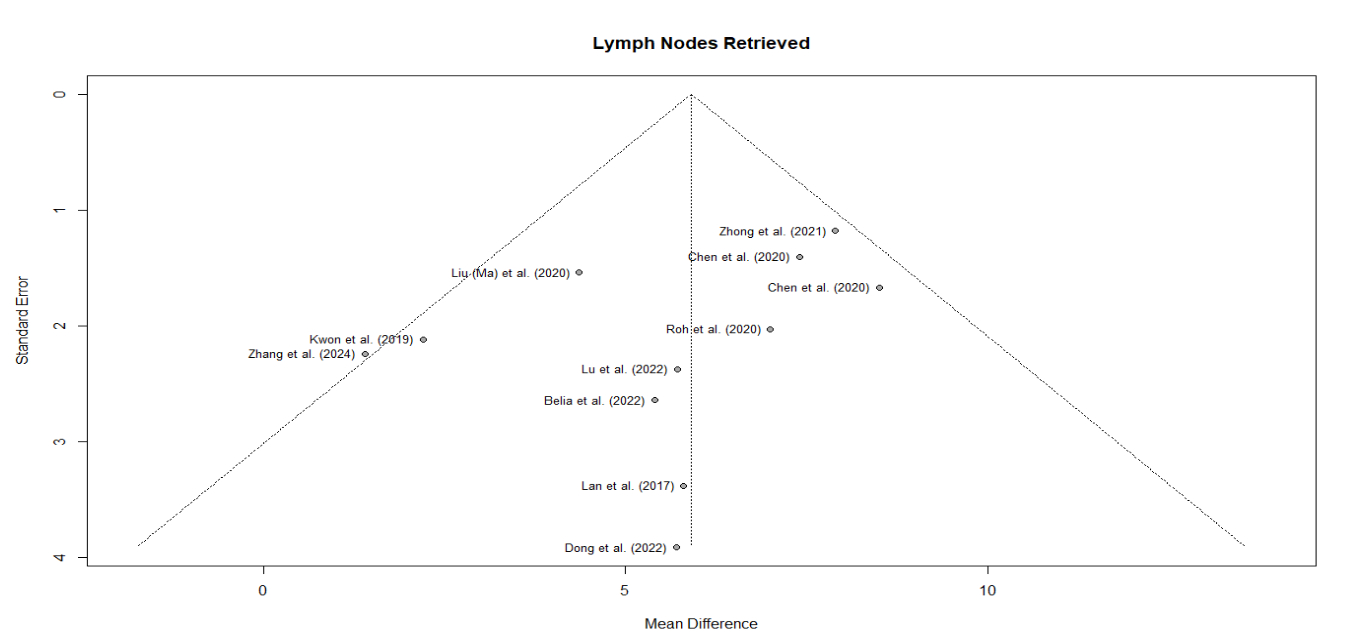 Lymph Nodes Retrieved
0
1
2
3
4
Standard Error
Zhong et al. (2021)
Chen et al. (2020)
Liu (Ma) et al. (2020)
Chen et al. (2020)
Roh et al. (2020)
Kwon et al. (2019)
Zhang et al. (2024)
Lu et al. (2022)
Belia et al. (2022)
Lan et al. (2017)
Dong et al. (2022)
0 5 10
Mean Difference